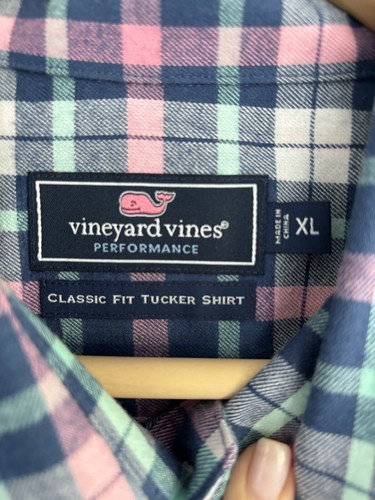 vineyard vines®
PERFORMANCE
MADE IN
CHINA
XL
CLASSIC FIT TUCKER SHIRT